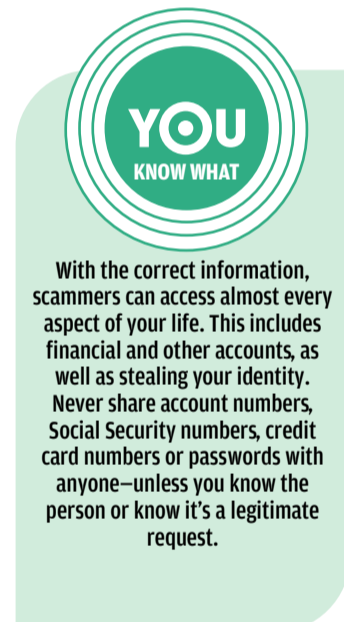 YOU
KNOW WHAT
With the correct information,
scammers can access almost every
aspect of your life. This includes
financial and other accounts, as
well as stealing your identity.
Never share account numbers,
Social Security numbers, credit
card numbers or passwords with
anyone—unless you know the
person or know it’s a legitimate
request.